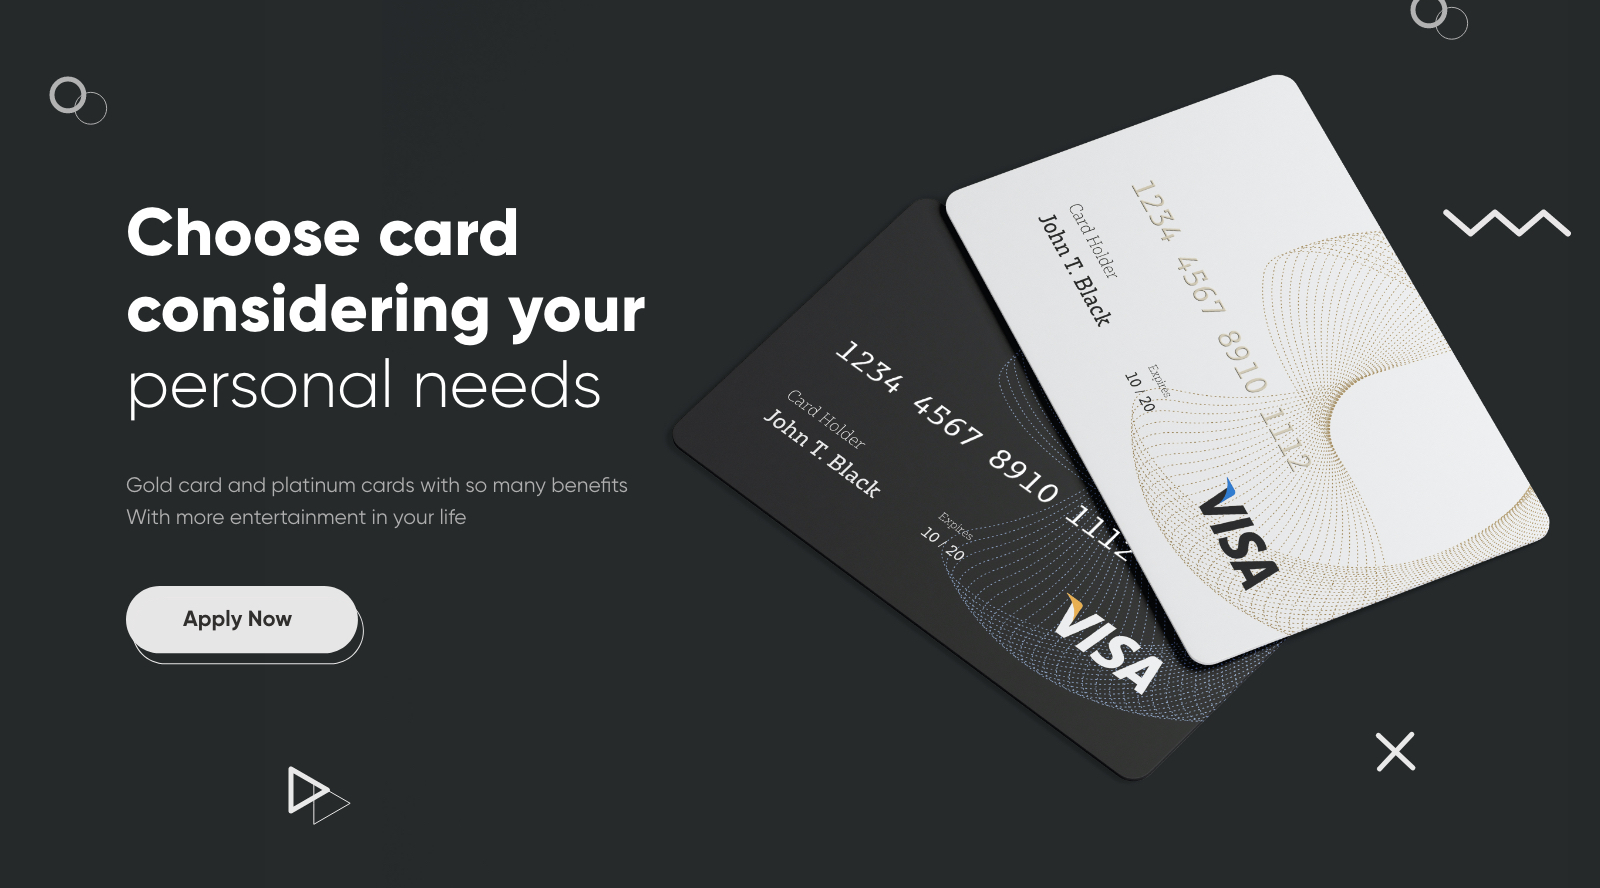 Choose card
considering your
personal needs
Gold card and platinum cards with so many benefits
With more entertainment in your life
Apply Now
1234 4567 8910 1112
Card Holder
John T. Black
Expires
10 / 20
VISA
1234 4567 8910 1112
Card Holder
John T. Black
Expires
10 / 20
VISA